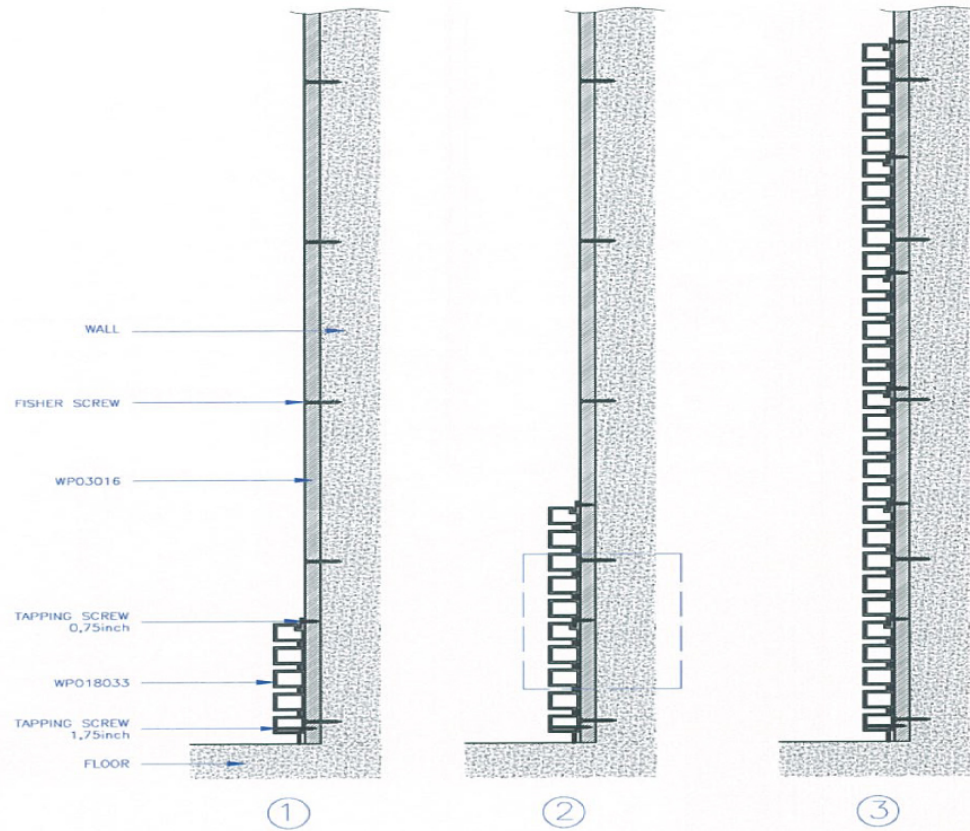 WALL
FISHER SCREW
WP03016
TAPPING SCREW
0,75inch
WP018033
TAPPING SCREW
1,75inch
FLOOR
1
2
3